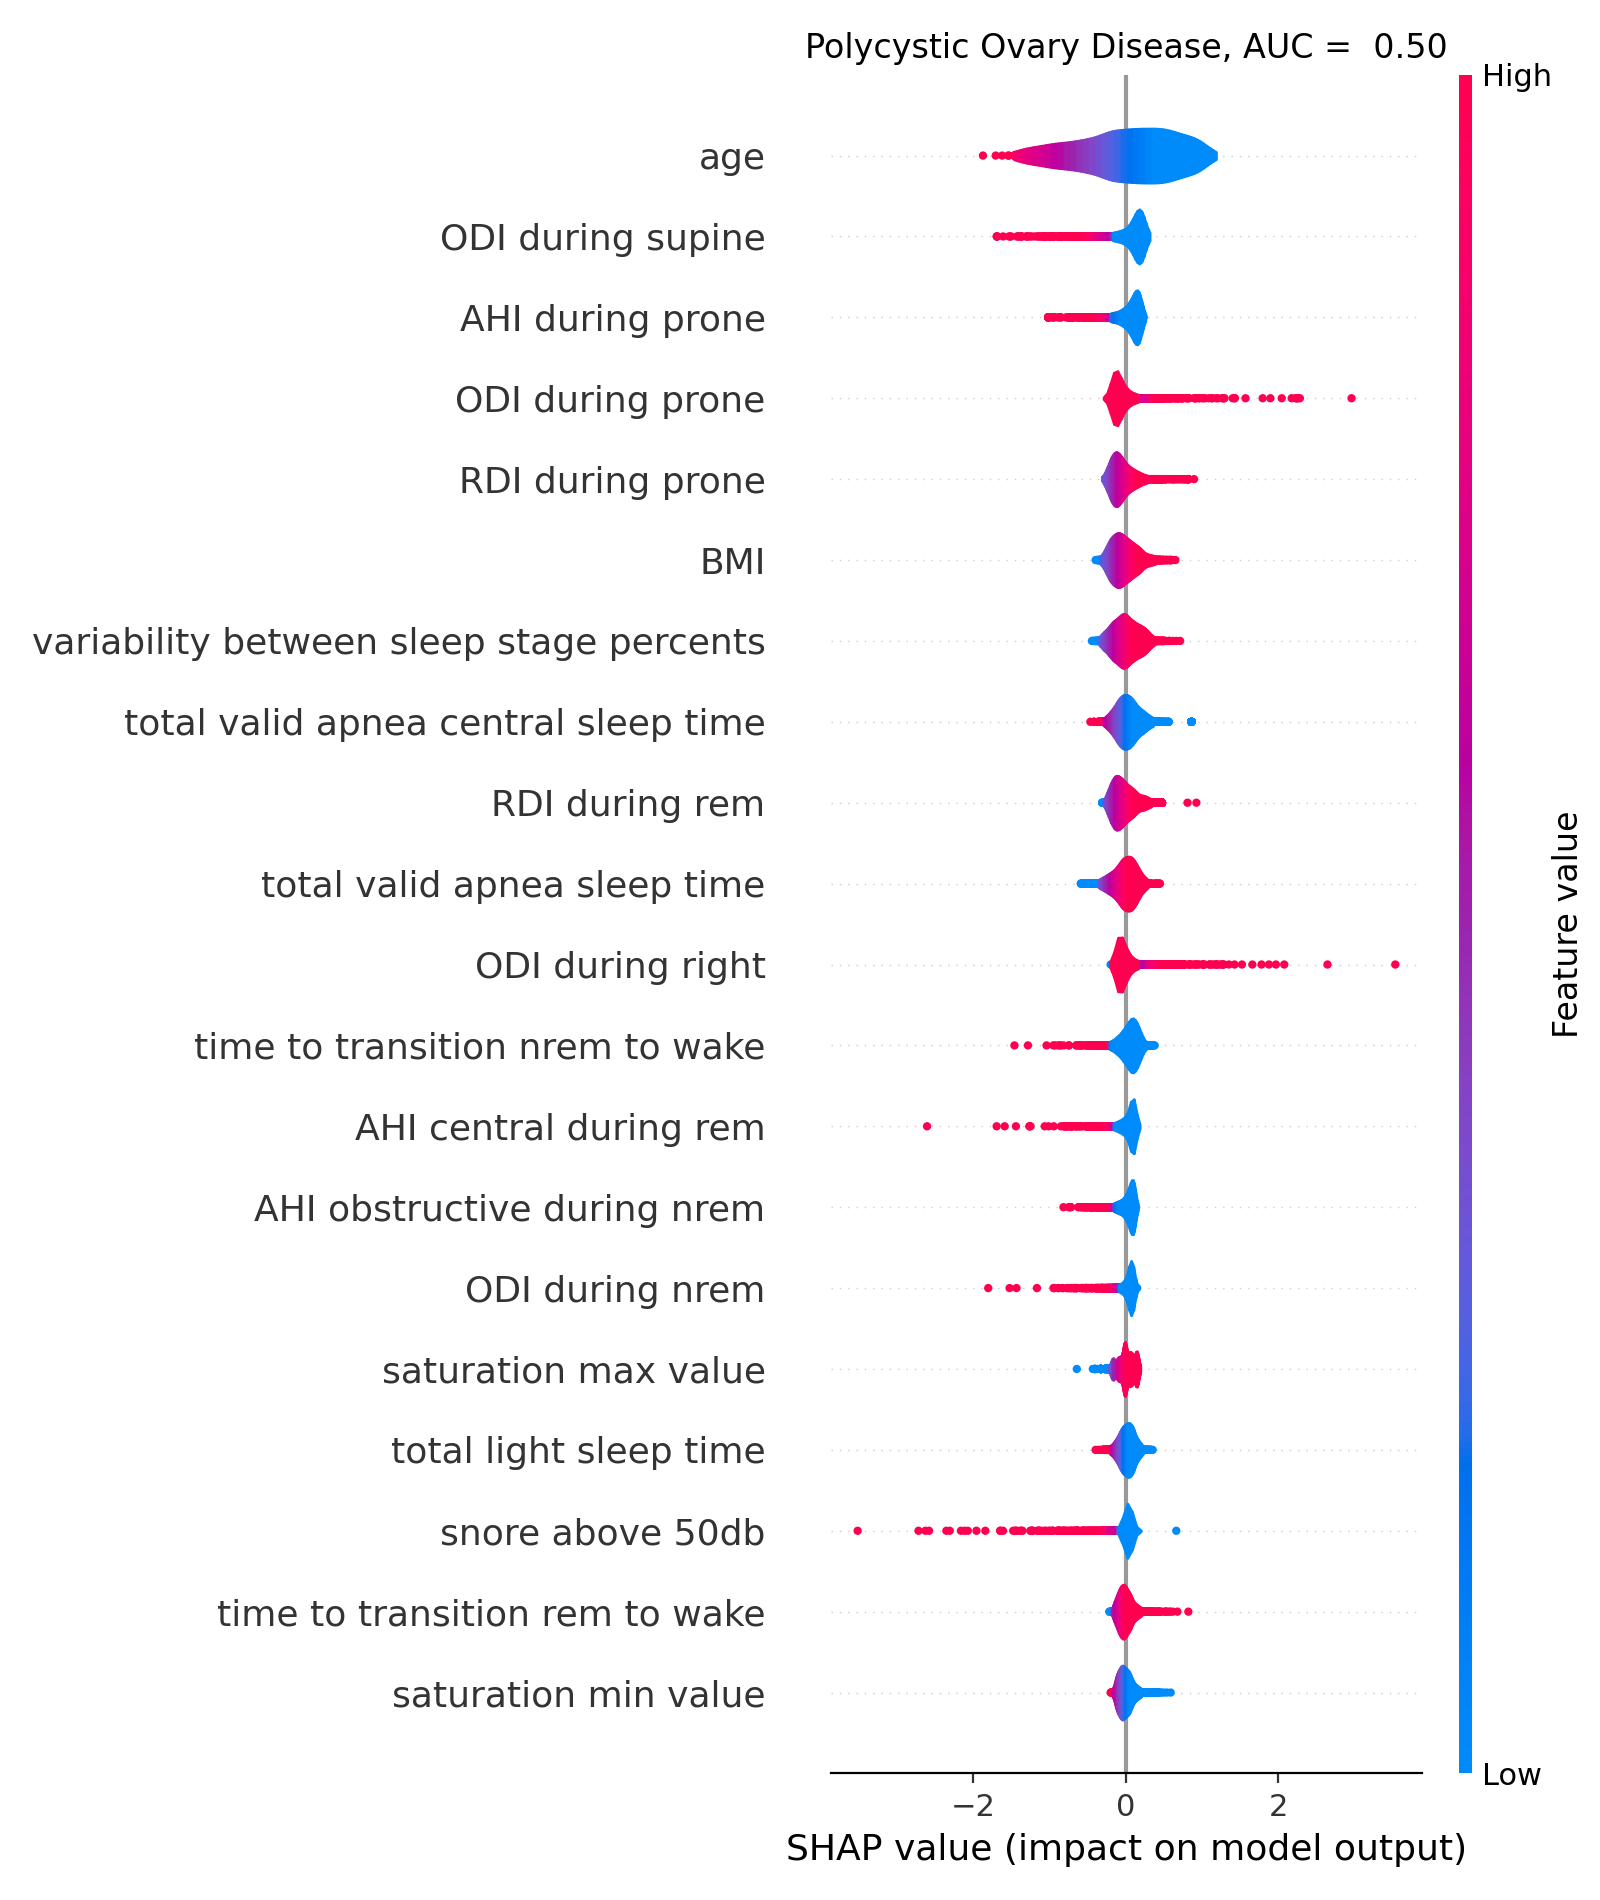 Polycystic Ovary Disease, AUC =  0.50
High
age
ODI during supine
AHI during prone
ODI during prone
RDI during prone
BMI
variability between sleep stage percents
total valid apnea central sleep time
RDI during rem
total valid apnea sleep time
ODI during right
time to transition nrem to wake
AHI central during rem
AHI obstructive during nrem
ODI during nrem
saturation max value
total light sleep time
snore above 50db
time to transition rem to wake
saturation min value
Feature value
Low
−2 0 2
SHAP value (impact on model output)